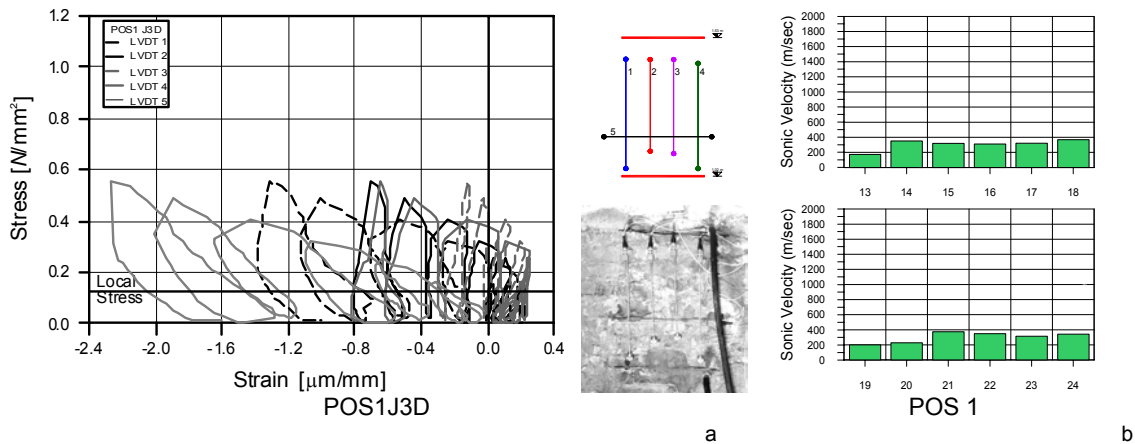 1.2
1.0
0.8
0.6
0.4
0.2
0.0
Stress [N/mm²]
POS1 J3D
LVDT 1
LVDT 2
LVDT 3
LVDT 4
LVDT 5
Local
Stress
-2.4 -2.0 -1.6 -1.2 -0.8 -0.4 0.0 0.4
Strain [μm/mm]
POS1J3D
1 2 3 4
5
a
2000
1800
1600
1400
1200
1000
800
600
400
200
0
Sonic Velocity (m/sec)
13 14 15 16 17 18
2000
1800
1600
1400
1200
1000
800
600
400
200
0
Sonic Velocity (m/sec)
19 20 21 22 23 24
POS 1
b